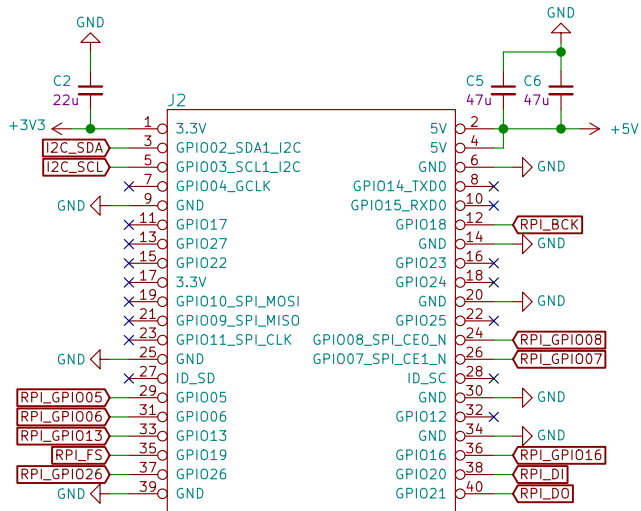 GND
GND
C2
22u
C5
47u
C6
47u
J2
+3V3
1 3.3V 5V 2
+5V
I2C_SDA 3 GPIO02_SDA1_I2C 5V 4
I2C_SCL 5 GPIO03_SCL1_I2C GND 6 GND
7 GPIO04_GCLK GPIO14_TXD0 8
GND 9 GND GPIO15_RXD0 10
11 GPIO17 GPIO18 12 RPI_BCK
13 GPIO27 GND 14 GND
15 GPIO22 GPIO23 16
17 3.3V GPIO24 18
19 GPIO10_SPI_MOSI GND 20 GND
21 GPIO09_SPI_MISO GPIO25 22
23 GPIO11_SPI_CLK GPIO08_SPI_CE0_N 24 RPI_GPIO08
GND 25 GND GPIO07_SPI_CE1_N 26 RPI_GPIO07
27 ID_SD ID_SC 28
RPI_GPIO05 29 GPIO05 GND 30 GND
RPI_GPIO06 31 GPIO06 GPIO12 32
RPI_GPIO13 33 GPIO13 GND 34 GND
RPI_FS 35 GPIO19 GPIO16 36 RPI_GPIO16
RPI_GPIO26 37 GPIO26 GPIO20 38 RPI_DI
GND 39 GND GPIO21 40 RPI_DO